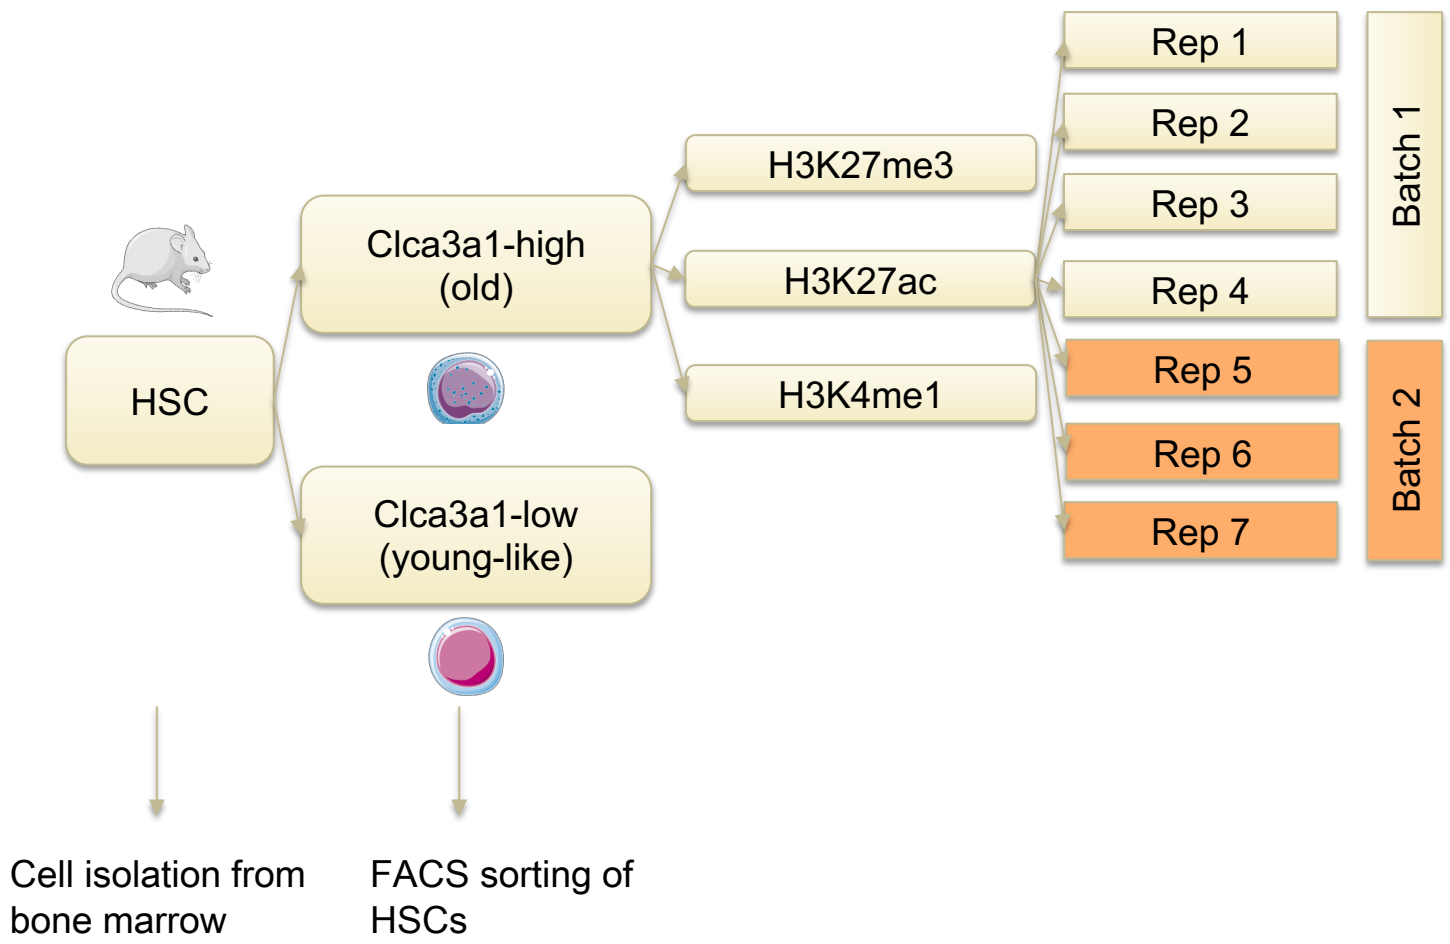 HSC
Clca3a1-high
(old)
Clca3a1-low
(young-like)
H3K27me3
H3K27ac
H3K4me1
Rep 1
Rep 2
Rep 3
Rep 4
Rep 5
Rep 6
Rep 7
Batch 1
Batch 2
Cell isolation from
bone marrow
FACS sorting of
HSCs